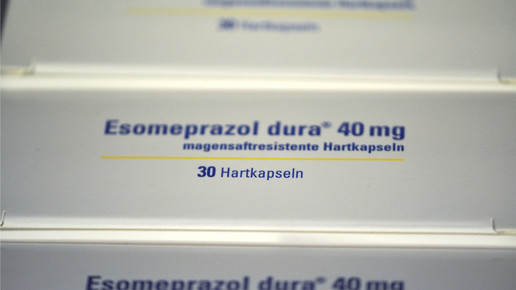 30 Hartkapseln
Esomeprazol dura® 40 mg
magensaftresistente Hartkapseln
30 Hartkapseln
Esomeprazol dura® 40 mg